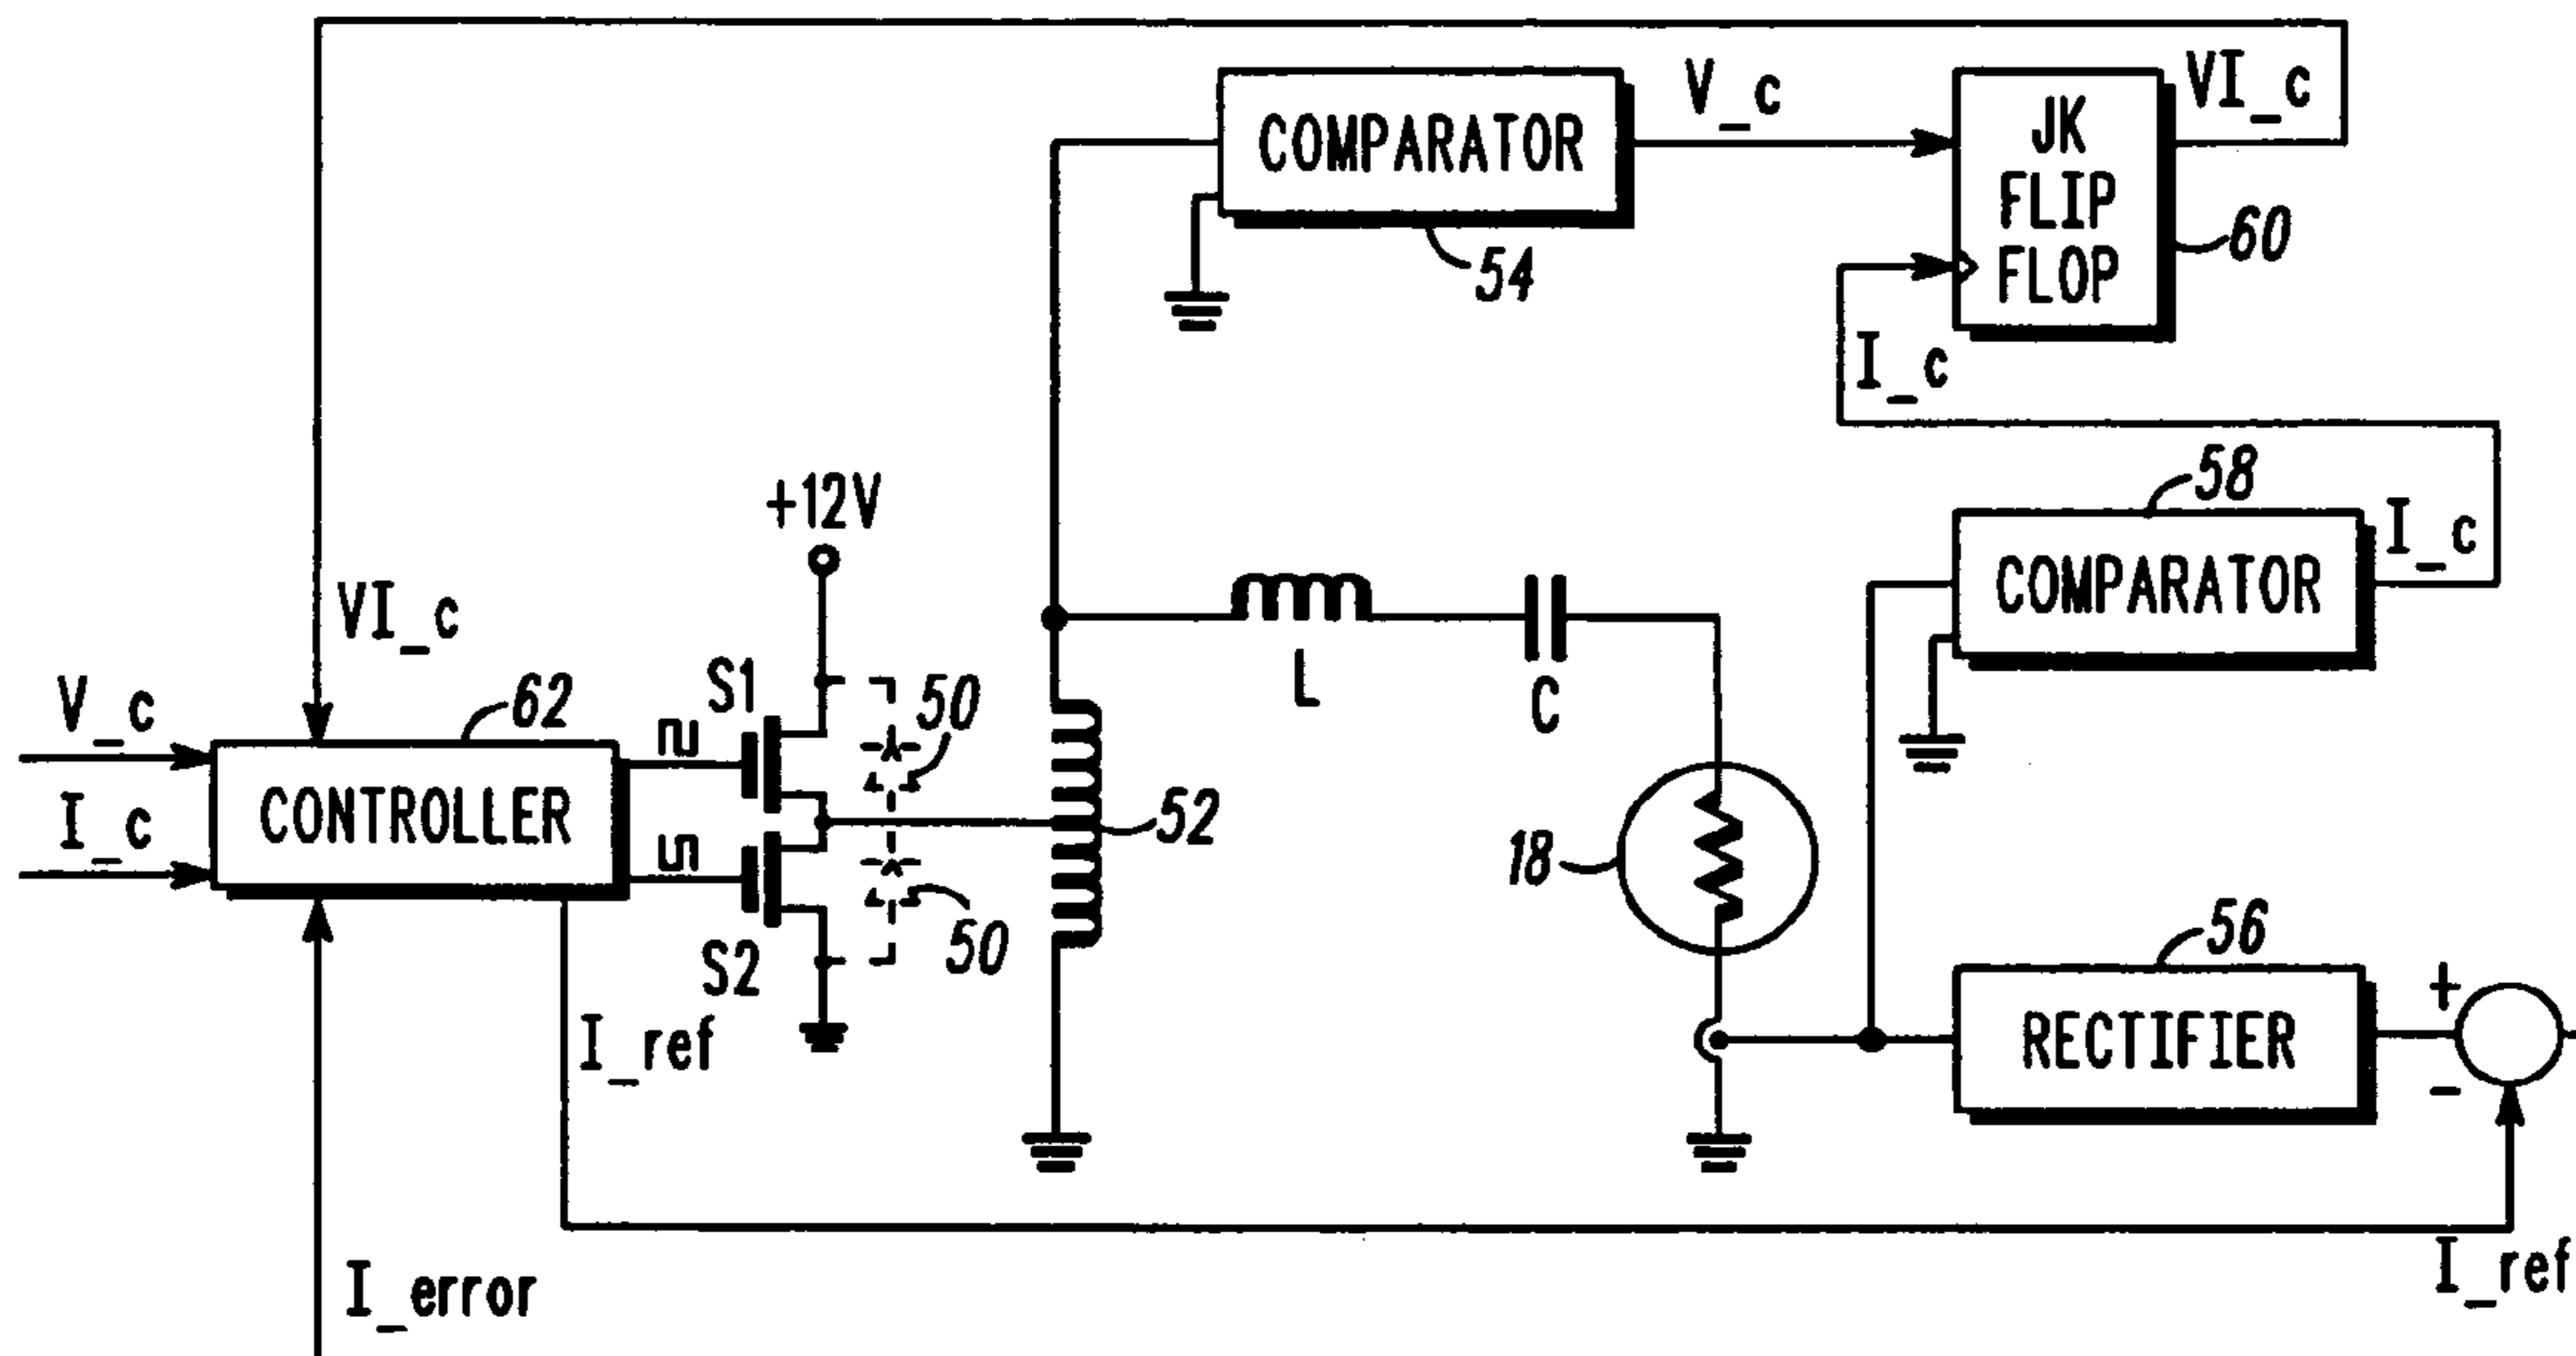 COMPARATOR
54
V_c
JK
FLIP
FLOP
VI_c
60
I_c
58
COMPARATOR
I_c
+12V
VI_c
V_c
I_c
62
CONTROLLER
S1
S2
50
50
52
L
C
18
56
RECTIFIER
+
-
I_ref
I_ref
I_error